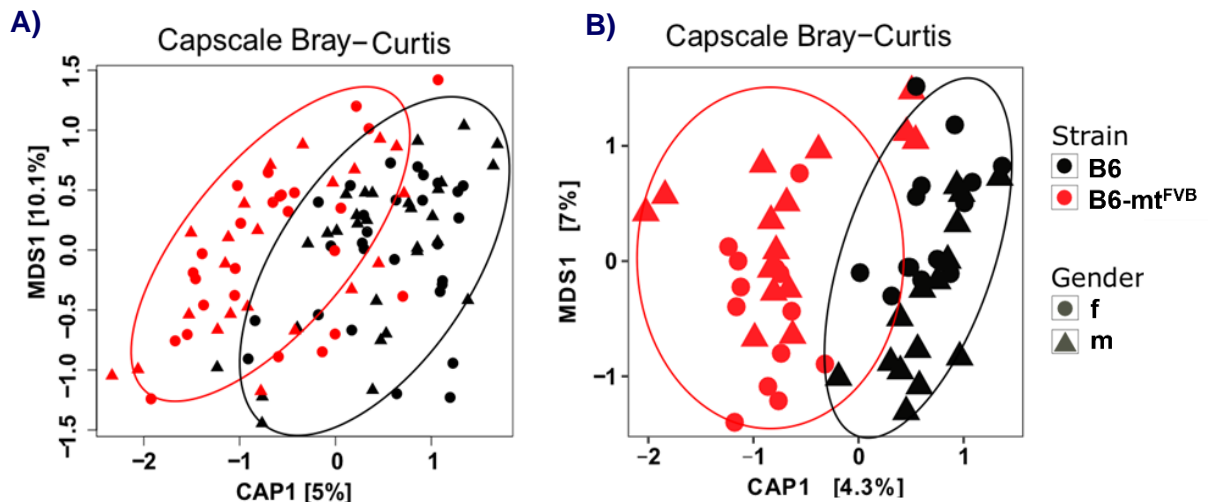 A)
Capscale Bray–Curtis
MDS1 [10.1%]
1.5
1.0
0.5
0.0
-0.5
-1.0
-1.5
-2
-1
0
1
CAP1 [5%]
B)
Capscale Bray–Curtis
MDS1 [7%]
1
0
−1
−2
−1
0
1
CAP1 [4.3%]
Strain
B6
B6-mtFVB
Gender
f
m